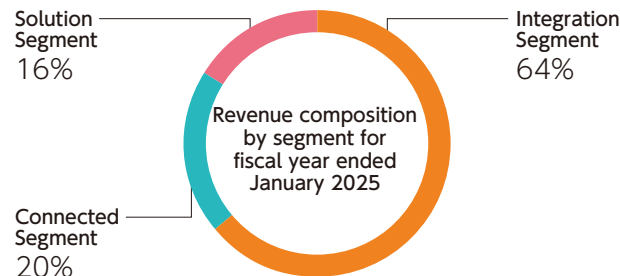 Solution
Segment
16%
Integration
Segment
64%
Revenue composition
by segment for
fiscal year ended
January 2025
Connected
Segment
20%